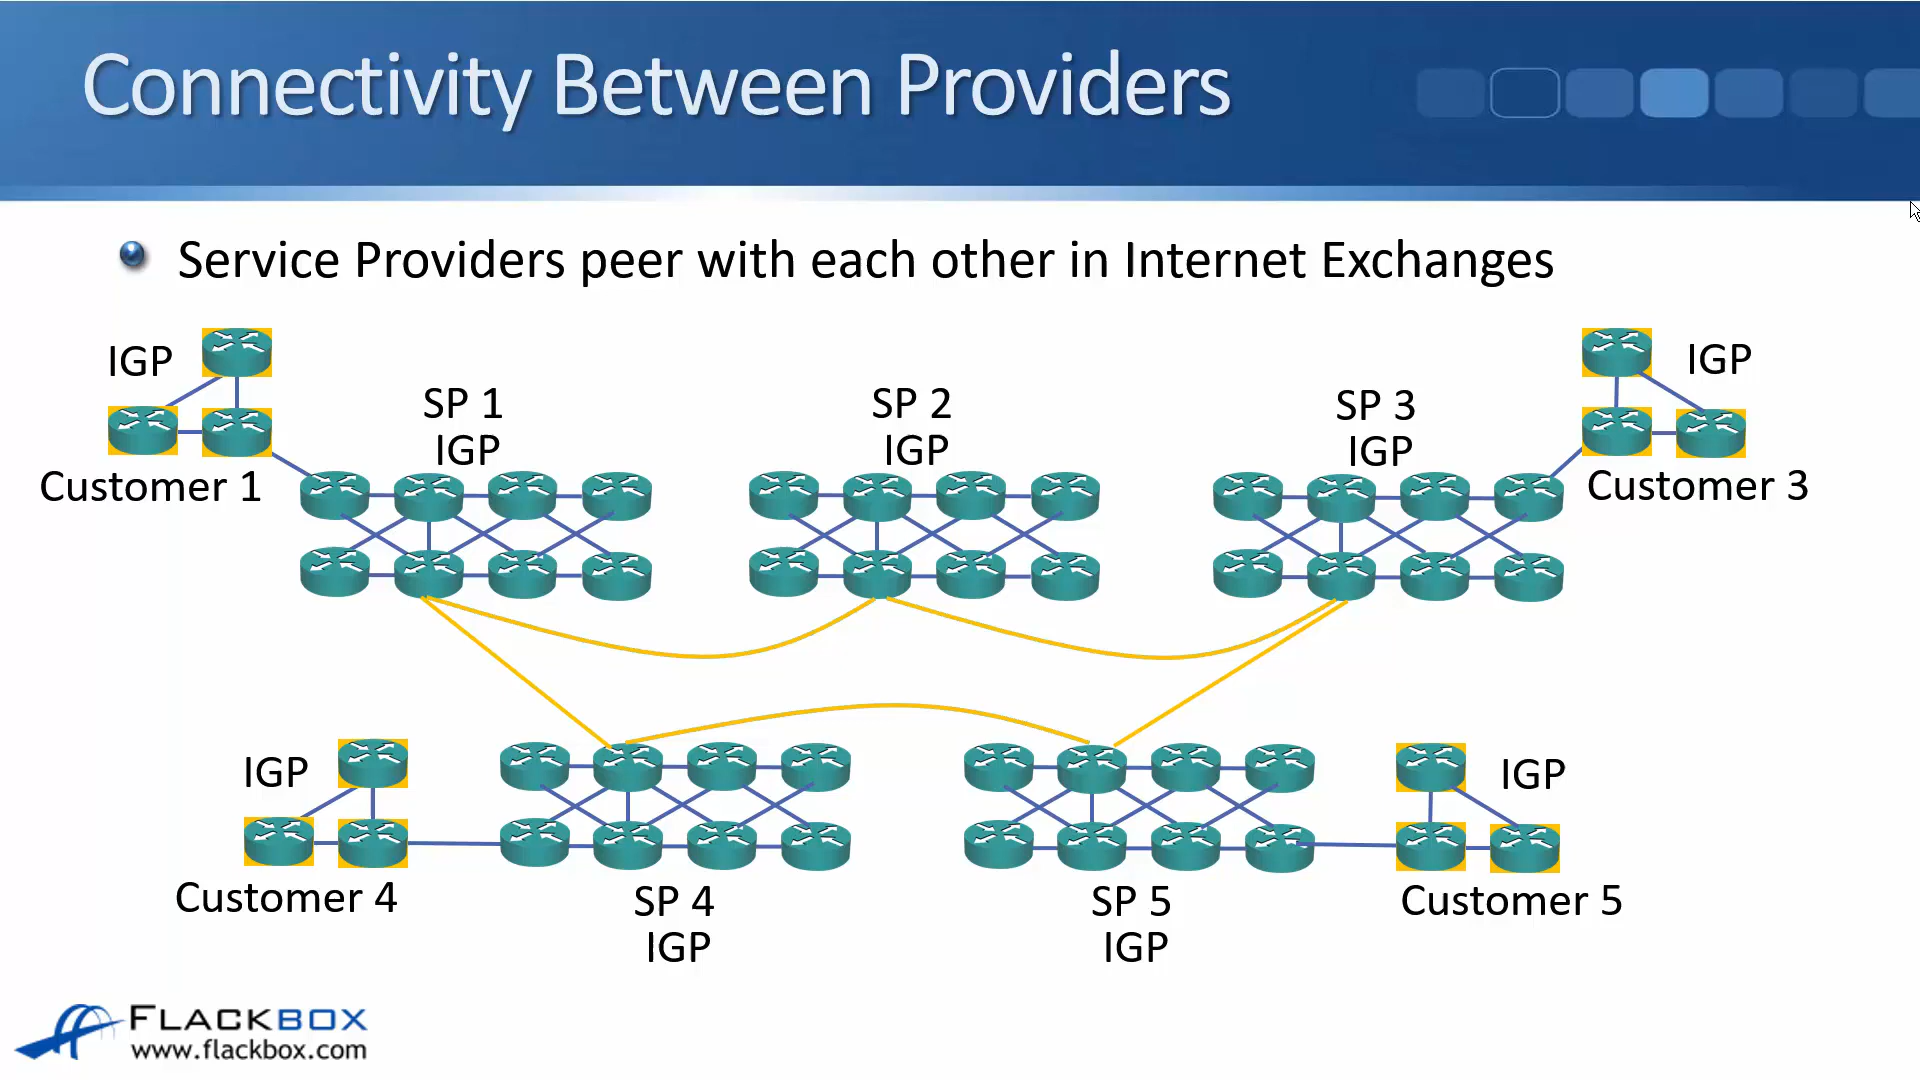 Connectivity Between Providers
Service Providers peer with each other in Internet Exchanges
IGP
Customer 1
SP 1
IGP
SP 2
IGP
SP 3
IGP
IGP
Customer 3
IGP
Customer 4
SP 4
IGP
SP 5
IGP
IGP
Customer 5
FLACKBOX
www.flackbox.com